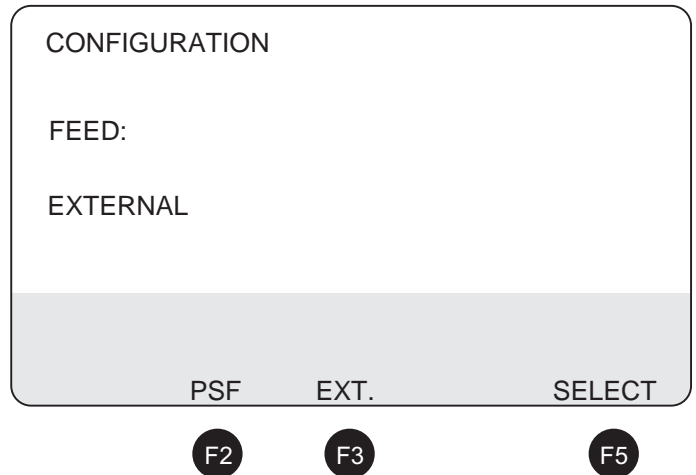 CONFIGURATION
FEED:
EXTERNAL
PSF EXT. SELECT
F2 F3 F5